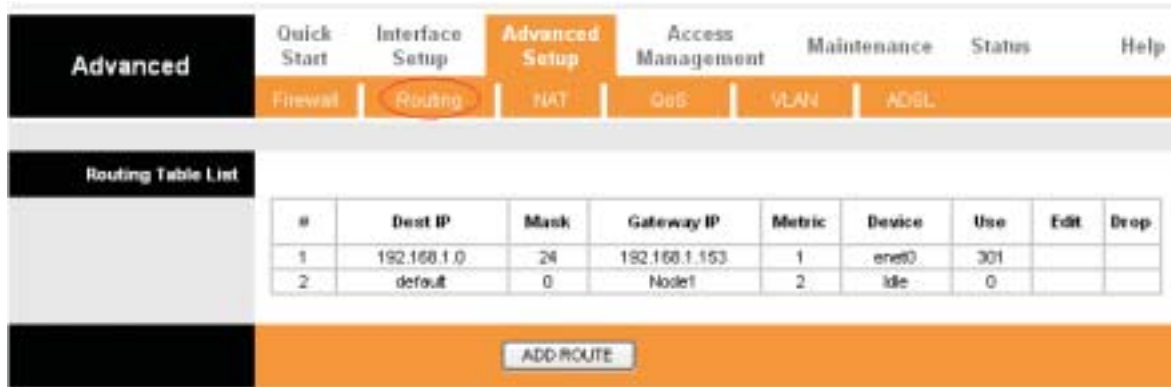 Advanced
Quick Start
Interface Setup
Advanced Setup
Access Management
Maintenance
Status
Help
Firewall
Routing
NAT
QoS
VLAN
ADSL
Routing Table List
# Dest IP Mask Gateway IP Metric Device Use Edit Drop
1 192.168.1.0 24 192.168.1.153 1 enet0 301
2 default 0 Node1 2 Idle 0
ADD ROUTE